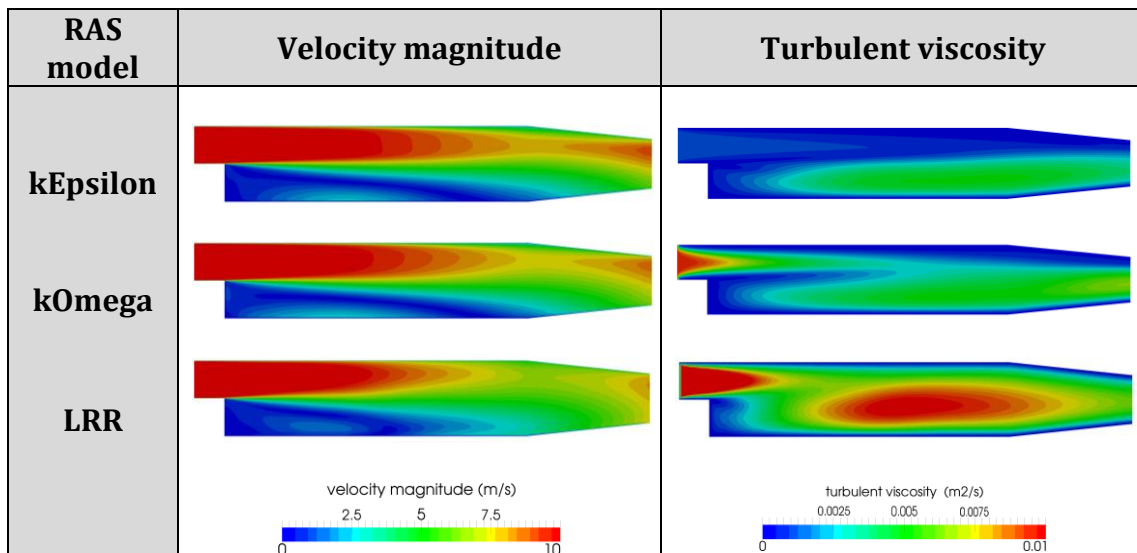 RAS
model
Velocity magnitude
Turbulent viscosity
kEpsilon
kOmega
LRR
velocity magnitude (m/s)
2.5 5 7.5
0 10
turbulent viscosity (m2/s)
0.0025 0.005 0.0075
0 0.01